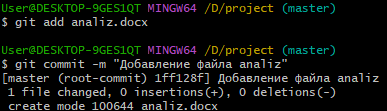 User@DESKTOP-9GES1QT MINGW64 /D/project (master)
$ git add analiz.docx
User@DESKTOP-9GES1QT MINGW64 /D/project (master)
$ git commit -m "Добавление файла analiz"
[master (root-commit) 1ff128f] Добавление файла analiz
 1 file changed, 0 insertions(+), 0 deletions(-)
 create mode 100644 analiz.docx